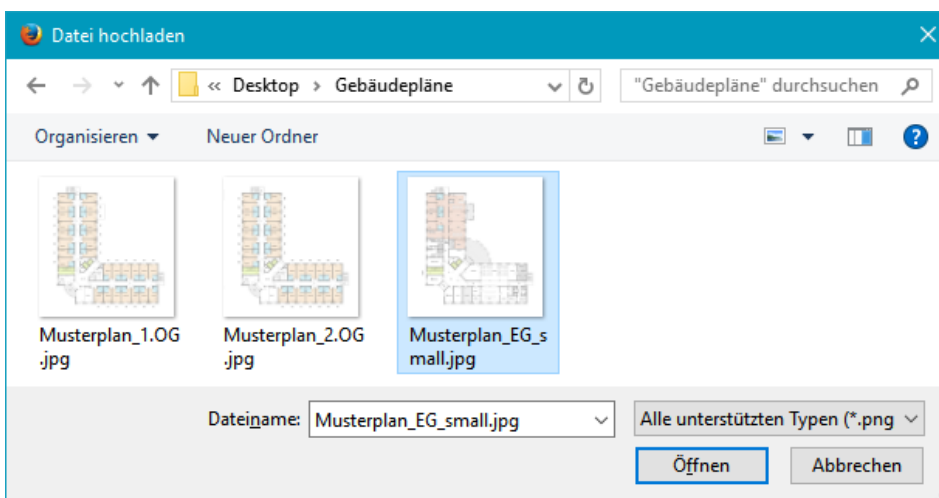 Datei hochladen
« Desktop › Gebäudepläne
"Gebäudepläne" durchsuchen
Organisieren
Neuer Ordner
?
Musterplan_1.OG
.jpg
Musterplan_2.OG
.jpg
Musterplan_EG_s
mall.jpg
Dateiname: Musterplan_EG_small.jpg
Alle unterstützten Typen (*.png
Öffnen
Abbrechen